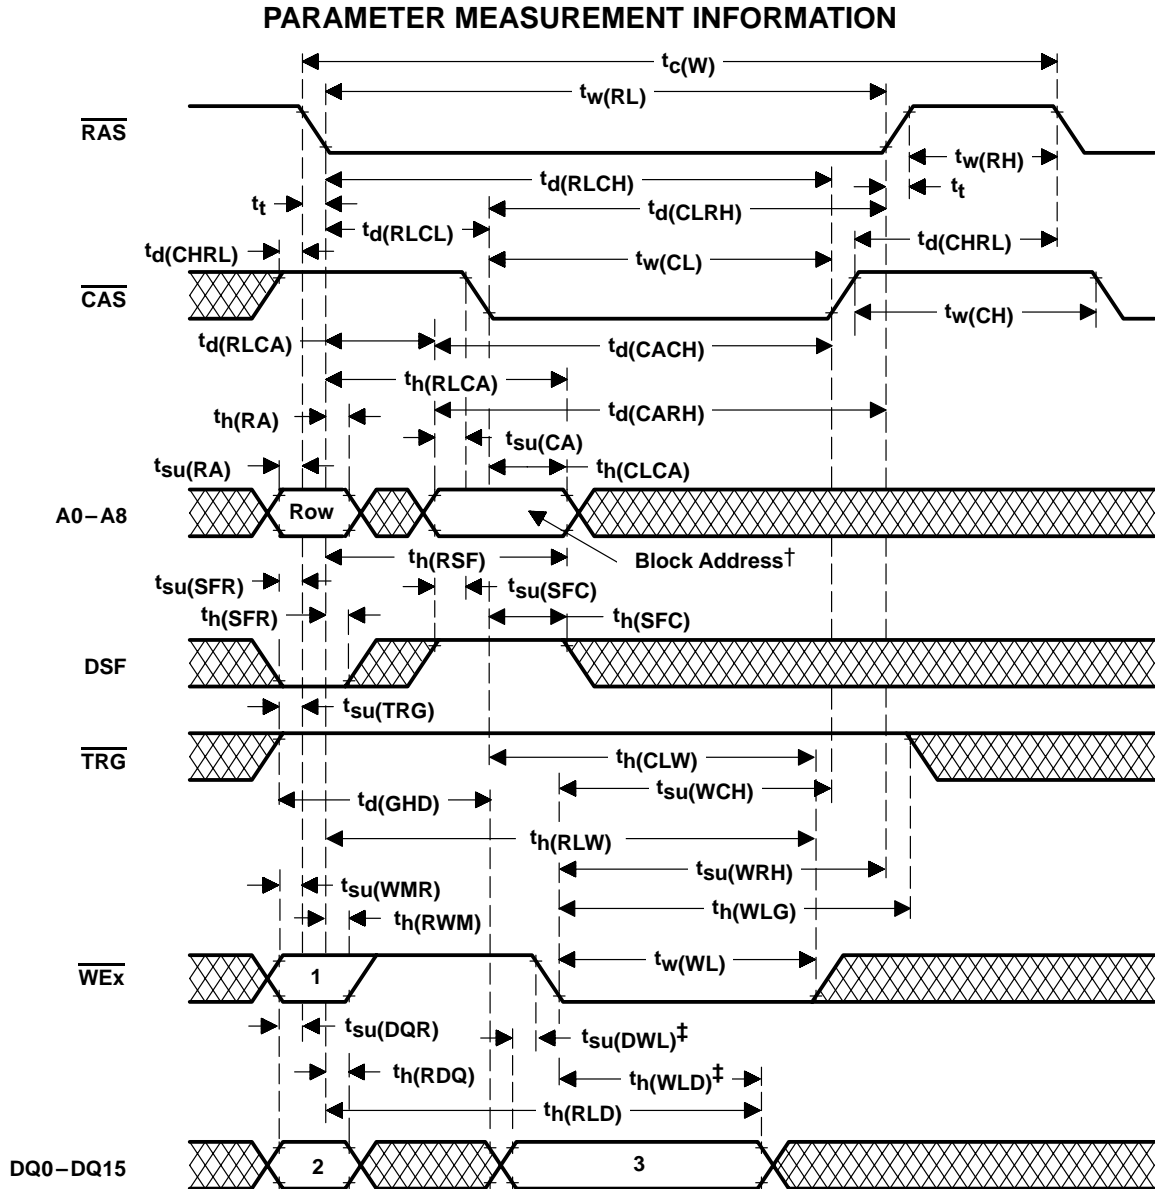 PARAMETER MEASUREMENT INFORMATION
tc(W)
tw(RL)
RAS
tw(RH)
td(RLCH)
tt
tt
td(CLRH)
td(RLCL)
td(CHRL)
td(CHRL)
tw(CL)
CAS
tw(CH)
td(RLCA)
td(CACH)
th(RLCA)
th(RA)
td(CARH)
tsu(CA)
tsu(RA)
th(CLCA)
A0–A8
Row
Block Address†
th(RSF)
tsu(SFR)
tsu(SFC)
th(SFR)
th(SFC)
DSF
tsu(TRG)
TRG
th(CLW)
tsu(WCH)
td(GHD)
th(RLW)
tsu(WRH)
tsu(WMR)
th(WLG)
th(RWM)
WEx
1
tw(WL)
tsu(DQR)
tsu(DWL)‡
th(RDQ)
th(WLD)‡
th(RLD)
DQ0–DQ15
2
3